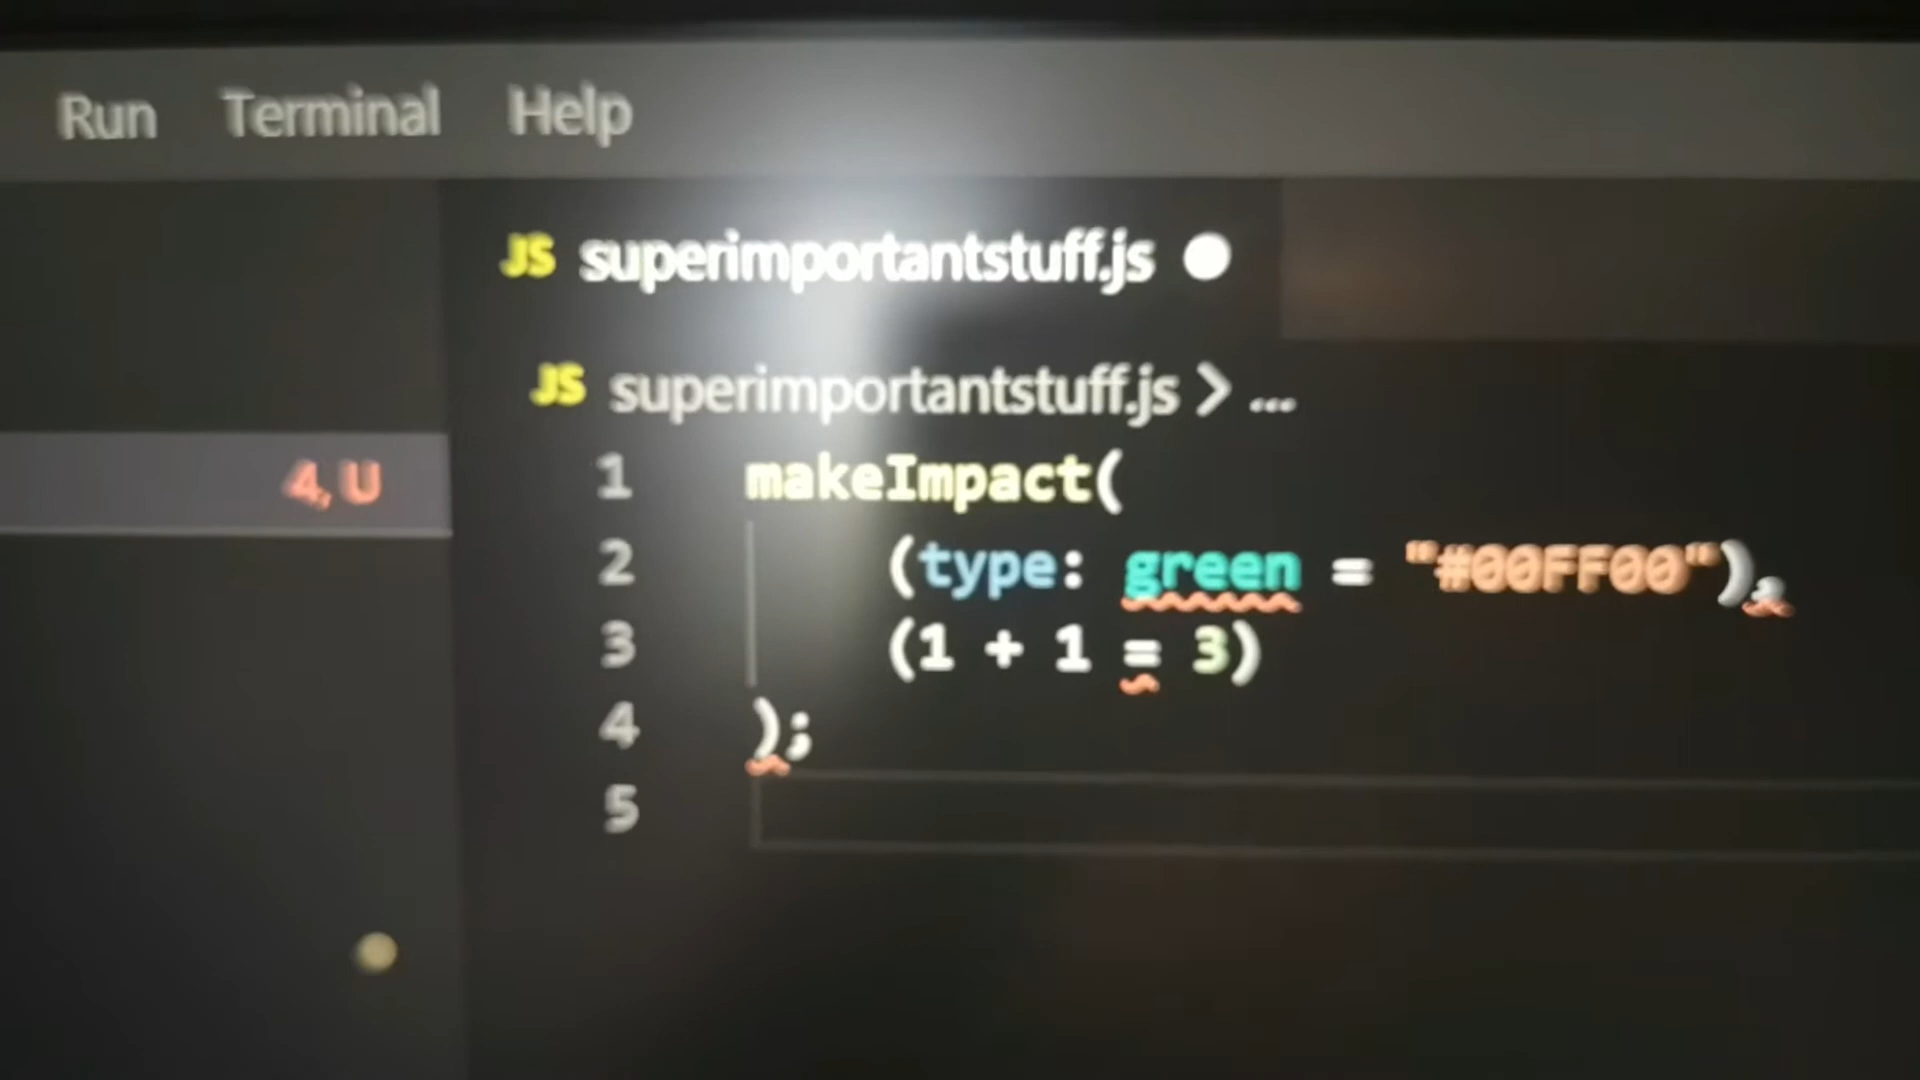 Run Terminal Help
JS superimportantstuff.js
JS superimportantstuff.js > ...
4, U
1 makeImpact(
2 (type: green = "#00FF00"),
3 (1 + 1 = 3)
4 );
5